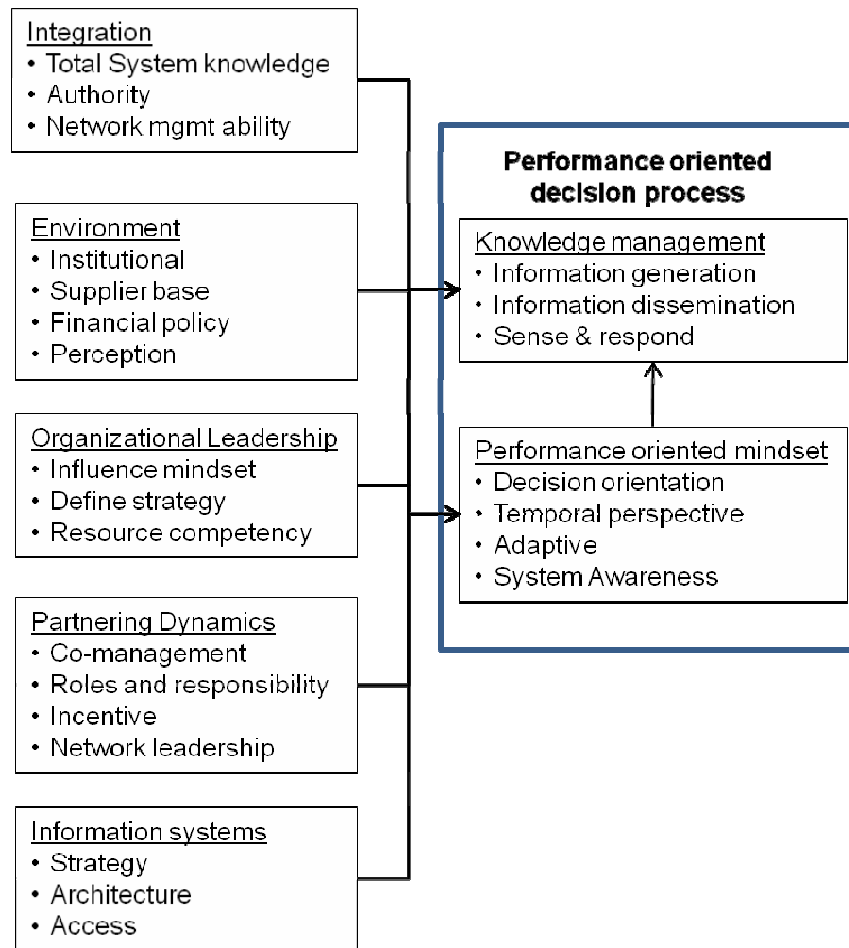 Integration
• Total System knowledge
• Authority
• Network mgmt ability
Environment
• Institutional
• Supplier base
• Financial policy
• Perception
Organizational Leadership
• Influence mindset
• Define strategy
• Resource competency
Partnering Dynamics
• Co-management
• Roles and responsibility
• Incentive
• Network leadership
Information systems
• Strategy
• Architecture
• Access
Performance oriented
decision process
Knowledge management
• Information generation
• Information dissemination
• Sense & respond
Performance oriented mindset
• Decision orientation
• Temporal perspective
• Adaptive
• System Awareness